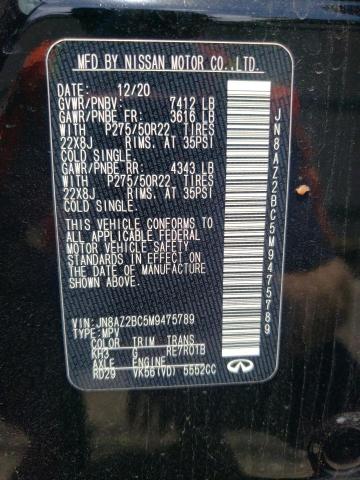 MFD BY NISSAN MOTOR CO.,LTD.
DATE: 12/20
GVWR/PNBV: 7412 LB
GAWR/PNBE FR: 3616 LB
WITH P275/50R22 TIRES
22X8J RIMS. AT 35PSI
COLD SINGLE.
GAWR/PNBE RR: 4343 LB
WITH P275/50R22 TIRES
22X8J RIMS. AT 35PSI
COLD SINGLE.
THIS VEHICLE CONFORMS TO
ALL APPLICABLE FEDERAL
MOTOR VEHICLE SAFETY
STANDARDS IN EFFECT ON
THE DATE OF MANUFACTURE
SHOWN ABOVE.
VIN:JN8AZ2BC5M9475789
TYPE:MPV
COLOR TRIM TRANS
KH3 G RE7R01B
AXLE ENGINE
RD29 VK56(VD) 5552CC
JN8AZ2BC5M9475789
INFINITI